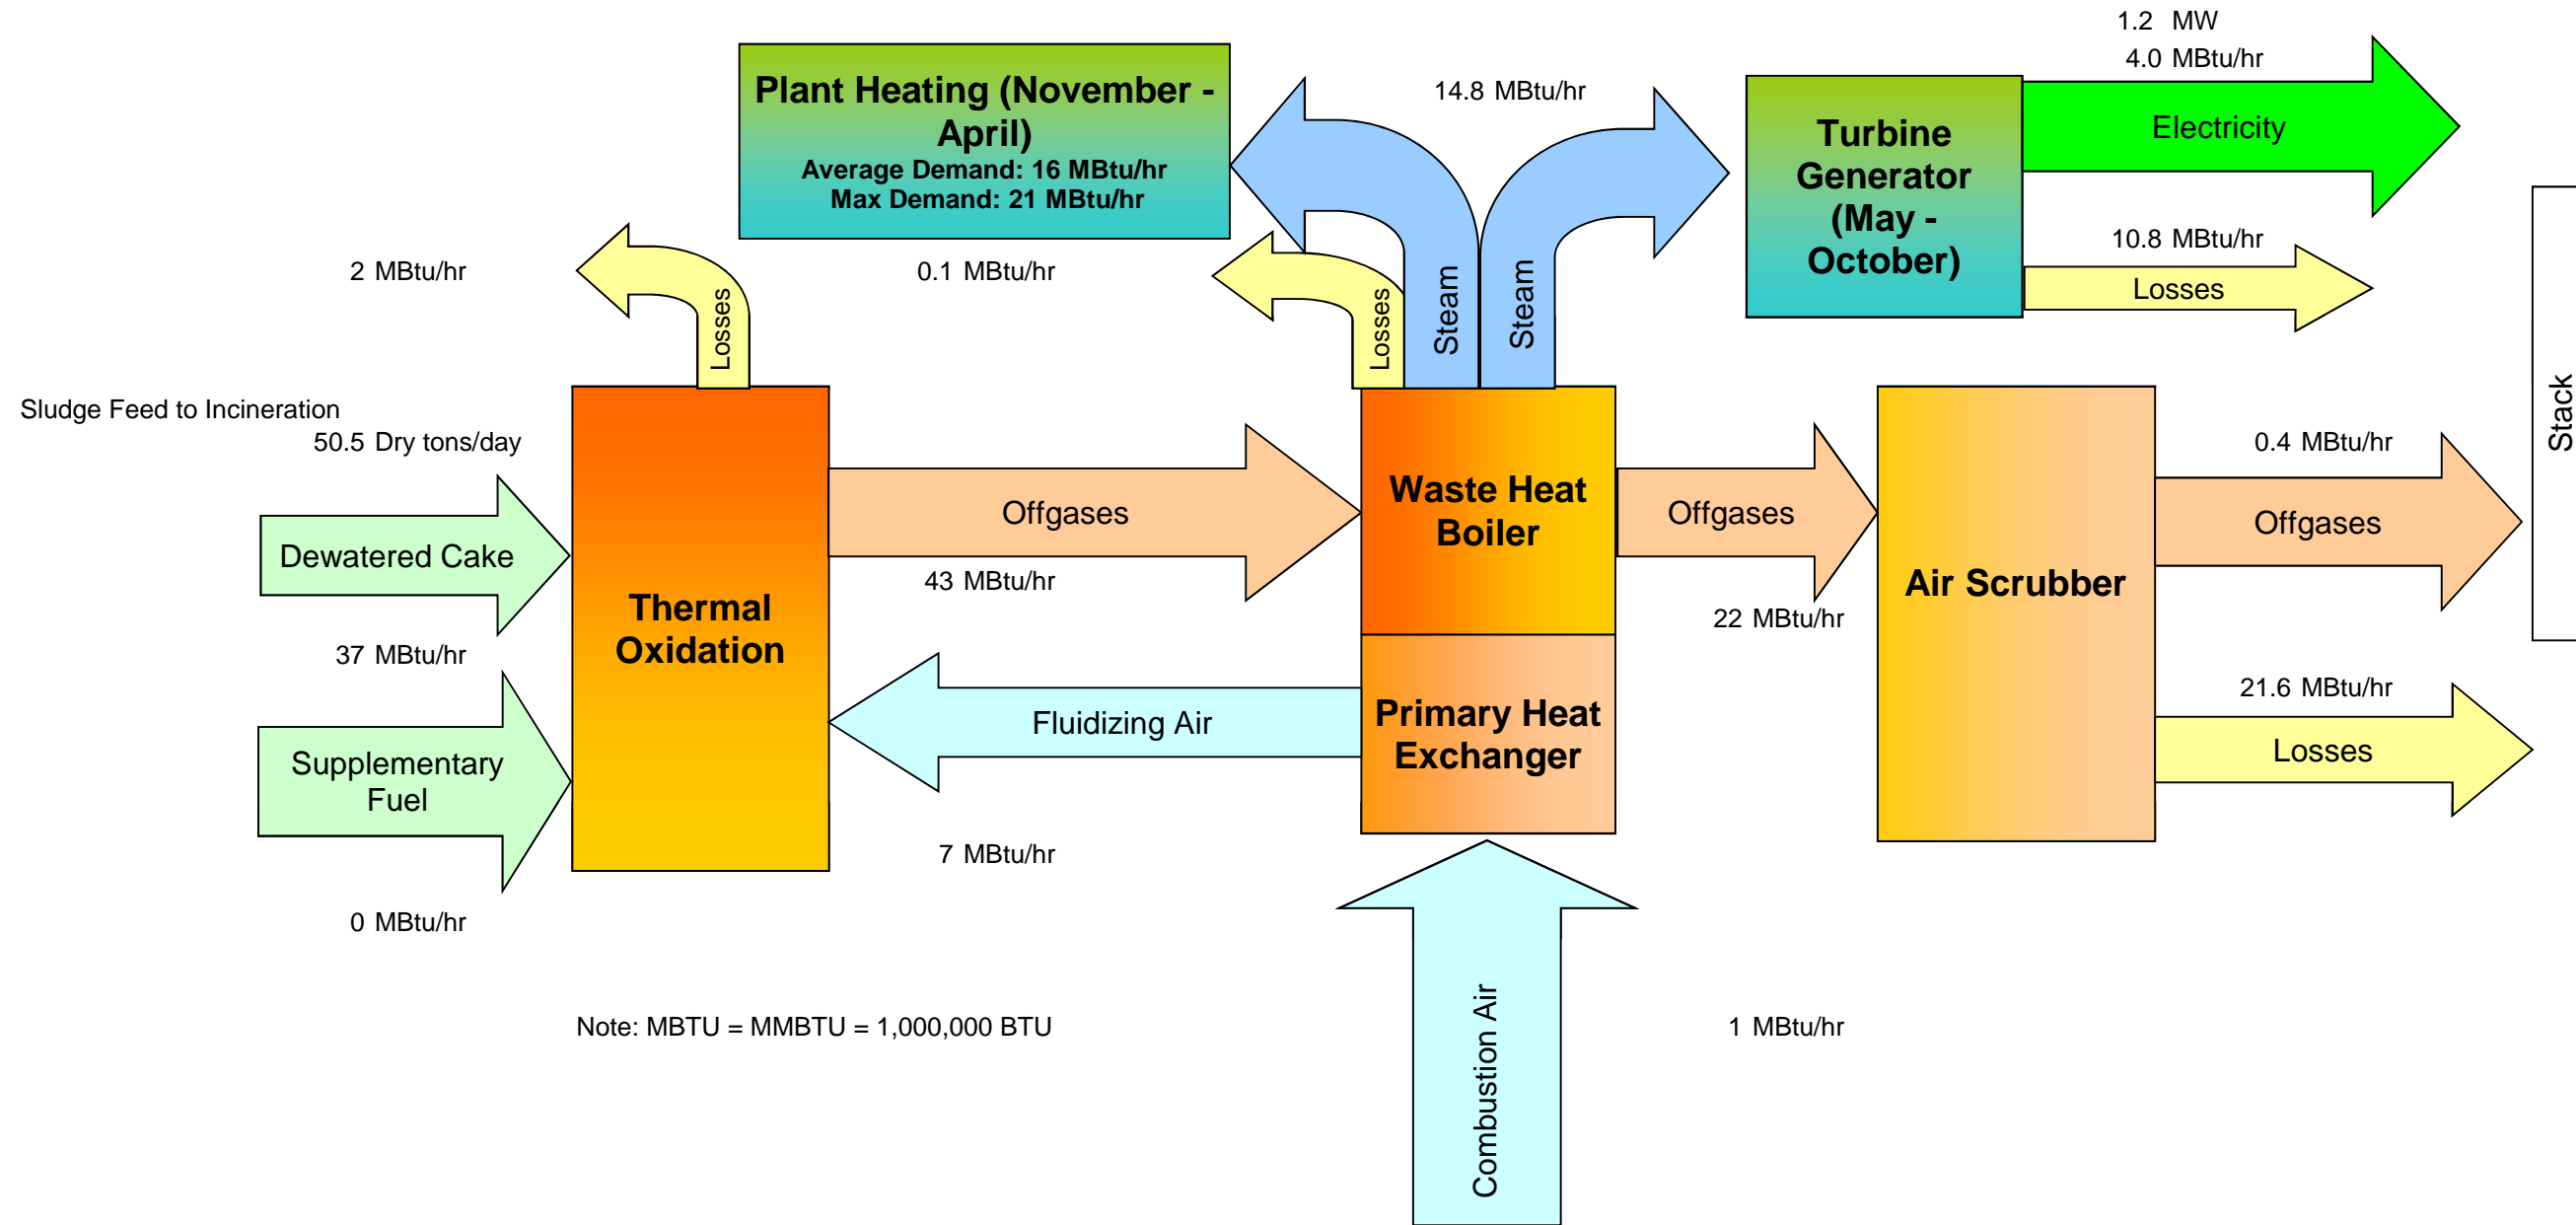 1.2 MW
4.0 MBtu/hr
Plant Heating (November -
April)
Average Demand: 16 MBtu/hr
Max Demand: 21 MBtu/hr
14.8 MBtu/hr
Turbine
Generator
(May -
October)
Electricity
10.8 MBtu/hr
Losses
2 MBtu/hr
Losses
0.1 MBtu/hr
Losses
Steam
Steam
Stack
Sludge Feed to Incineration
50.5 Dry tons/day
Dewatered Cake
37 MBtu/hr
Supplementary
Fuel
0 MBtu/hr
Thermal
Oxidation
Offgases
43 MBtu/hr
Fluidizing Air
7 MBtu/hr
Waste Heat
Boiler
Primary Heat
Exchanger
Offgases
22 MBtu/hr
Air Scrubber
0.4 MBtu/hr
Offgases
21.6 MBtu/hr
Losses
Combustion Air
1 MBtu/hr
Note: MBTU = MMBTU = 1,000,000 BTU